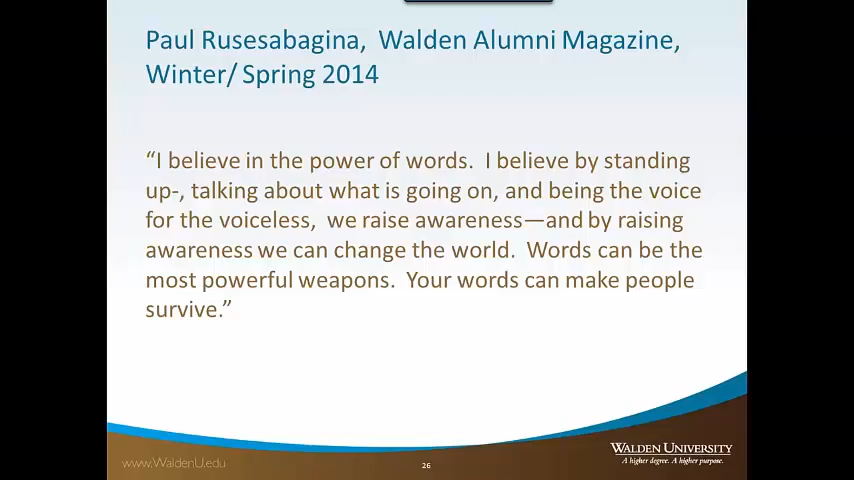 Paul Rusesabagina, Walden Alumni Magazine,
Winter/ Spring 2014
“I believe in the power of words. I believe by standing
up-, talking about what is going on, and being the voice
for the voiceless, we raise awareness—and by raising
awareness we can change the world. Words can be the
most powerful weapons. Your words can make people
survive.”
www.WaldenU.edu
26
WALDEN UNIVERSITY
A higher degree. A higher purpose.